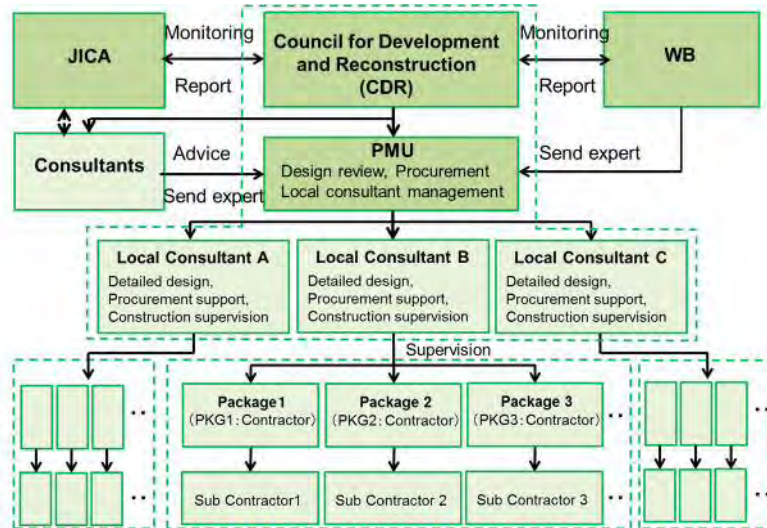 JICA
Monitoring
Report
Council for Development
and Reconstruction
(CDR)
Monitoring
Report
WB
Consultants
Advice
Send expert
PMU
Design review, Procurement
Local consultant management
Send expert
Local Consultant A
Detailed design,
Procurement support,
Construction supervision
Local Consultant B
Detailed design,
Procurement support,
Construction supervision
Local Consultant C
Detailed design,
Procurement support,
Construction supervision
Supervision
Package1
(PKG1: Contractor)
Package 2
(PKG2: Contractor)
Package 3
(PKG3: Contractor)
Sub Contractor1
Sub Contractor 2
Sub Contractor 3